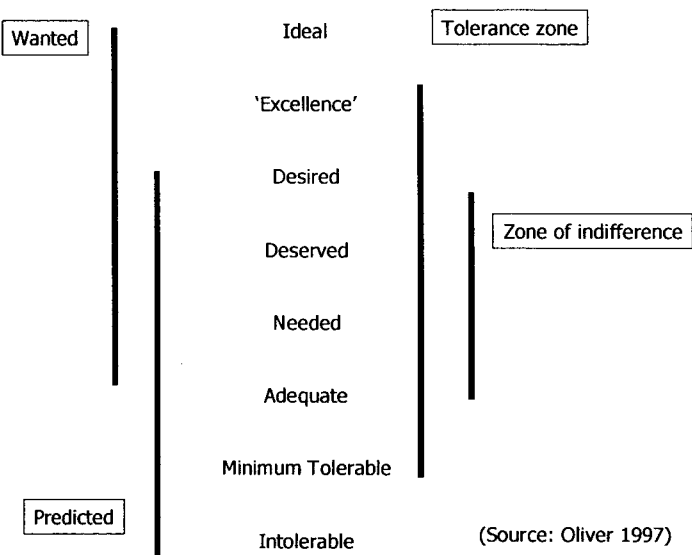 Wanted
Ideal
Tolerance zone
‘Excellence’
Desired
Deserved
Zone of indifference
Needed
Adequate
Minimum Tolerable
Predicted
Intolerable
(Source: Oliver 1997)